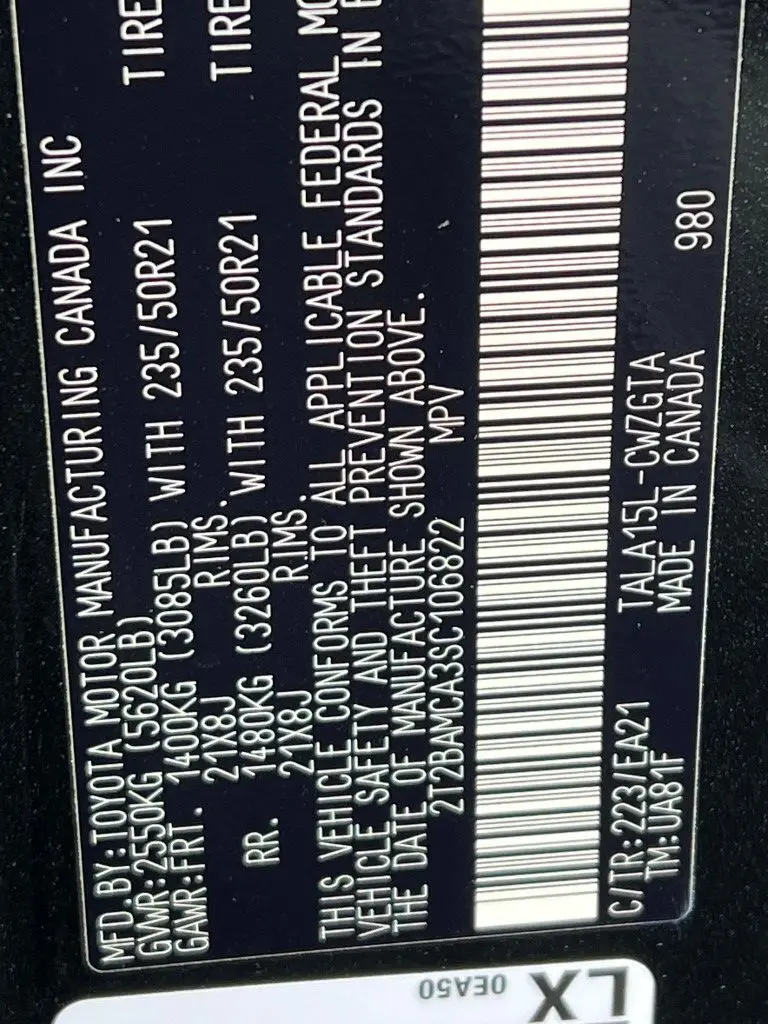 MFD.BY:TOYOTA MOTOR MANUFACTURING CANADA INC
GVWR:2550KG (5620LB)
GAWR:FRT. 1400KG (3085LB) WITH 235/50R21 TIRE
21X8J RIMS.
RR. 1480KG (3260LB) WITH 235/50R21 TIRE
21X8J RIMS.
THIS VEHICLE CONFORMS TO ALL APPLICABLE FEDERAL MO
VEHICLE SAFETY AND THEFT PREVENTION STANDARDS IN
THE DATE OF MANUFACTURE SHOWN ABOVE.
2T2BAMCA3SC106822 MPV
C/TR:223/EA21 TALA15L-CWZGTA
TM:UA81F MADE IN CANADA 980
LX
0EA50